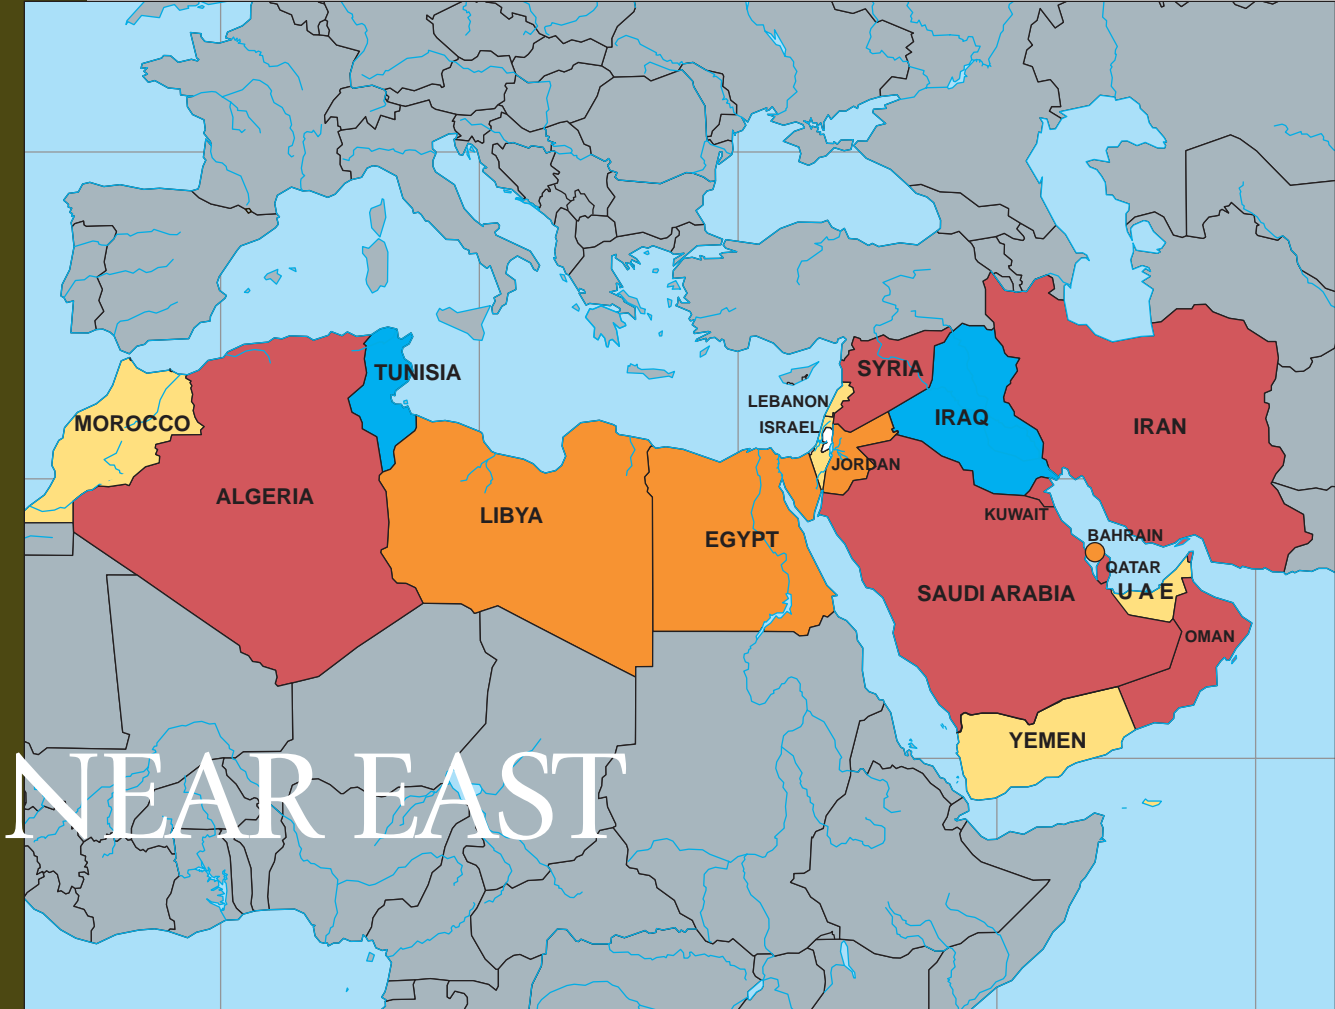 TUNISIA
SYRIA
LEBANON
MOROCCO
IRAQ
ISRAEL
IRAN
JORDAN
ALGERIA
LIBYA
KUWAIT
EGYPT
BAHRAIN
QATAR
SAUDI ARABIA
U A E
OMAN
YEMEN
NEAR EAST